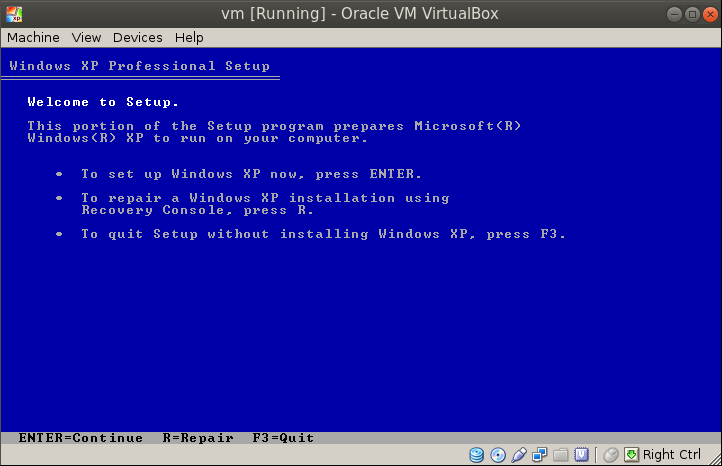 vm [Running] - Oracle VM VirtualBox
Machine View Devices Help
Windows XP Professional Setup
Welcome to Setup.
This portion of the Setup program prepares Microsoft(R)
Windows(R) XP to run on your computer.
• To set up Windows XP now, press ENTER.
• To repair a Windows XP installation using
Recovery Console, press R.
• To quit Setup without installing Windows XP, press F3.
ENTER=Continue R=Repair F3=Quit
Right Ctrl